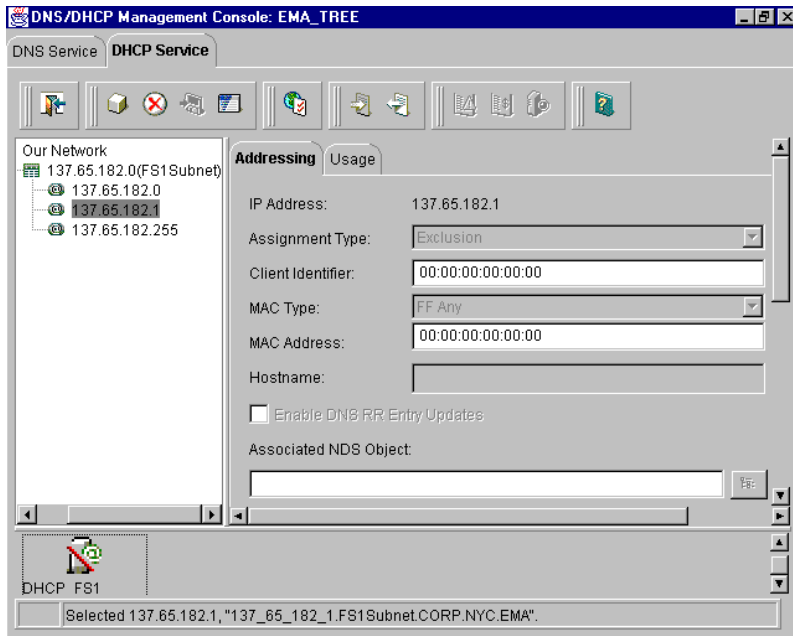 DNS/DHCP Management Console: EMA_TREE
DNS Service
DHCP Service
Our Network
137.65.182.0(FS1Subnet)
137.65.182.0
137.65.182.1
137.65.182.255
Addressing
Usage
IP Address: 137.65.182.1
Assignment Type: Exclusion
Client Identifier: 00:00:00:00:00:00
MAC Type: FF Any
MAC Address: 00:00:00:00:00:00
Hostname:
Enable DNS RR Entry Updates
Associated NDS Object:
DHCP_FS1
Selected 137.65.182.1, "137_65_182_1.FS1Subnet.CORP.NYC.EMA".